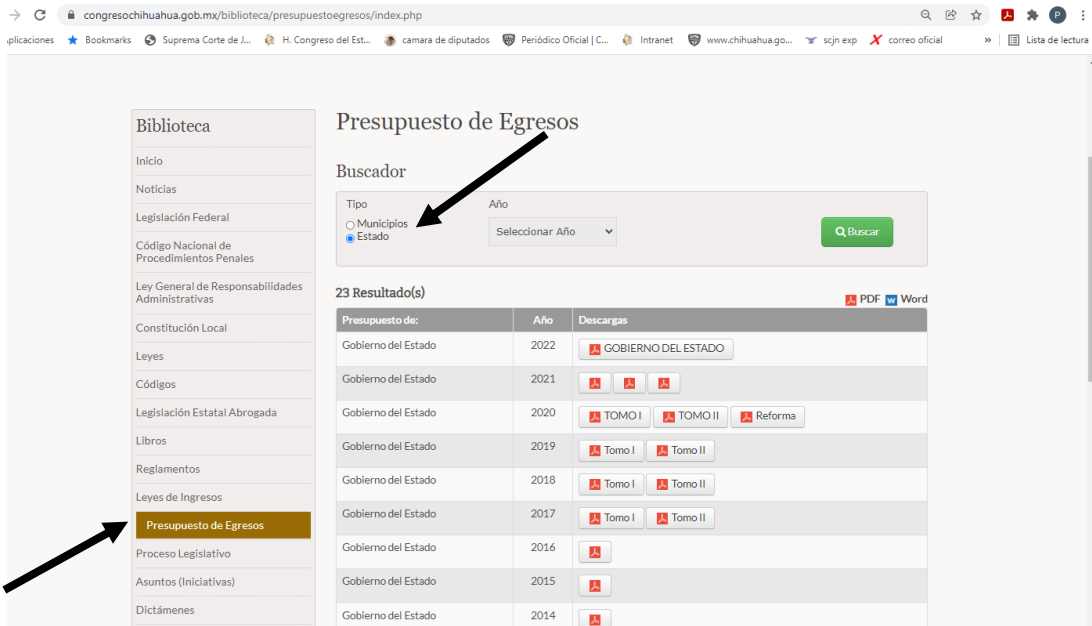 congresochihuahua.gob.mx/biblioteca/presupuestoegresos/index.php
plicaciones Bookmarks Suprema Corte de J... H. Congreso del Est... camara de diputados Periódico Oficial | C... Intranet www.chihuahua.go... scjn exp correo oficial » Lista de lectura
P
Biblioteca
Inicio
Noticias
Legislación Federal
Código Nacional de
Procedimientos Penales
Ley General de Responsabilidades
Administrativas
Constitución Local
Leyes
Códigos
Legislación Estatal Abrogada
Libros
Reglamentos
Leyes de Ingresos
Presupuesto de Egresos
Proceso Legislativo
Asuntos (Iniciativas)
Dictámenes
Presupuesto de Egresos
Buscador
Tipo Año
Municipios
Estado
Seleccionar Año
Buscar
23 Resultado(s)
PDF Word
Presupuesto de: Año Descargas
Gobierno del Estado 2022 GOBIERNO DEL ESTADO
Gobierno del Estado 2021
Gobierno del Estado 2020 TOMO I TOMO II Reforma
Gobierno del Estado 2019 Tomo I Tomo II
Gobierno del Estado 2018 Tomo I Tomo II
Gobierno del Estado 2017 Tomo I Tomo II
Gobierno del Estado 2016
Gobierno del Estado 2015
Gobierno del Estado 2014